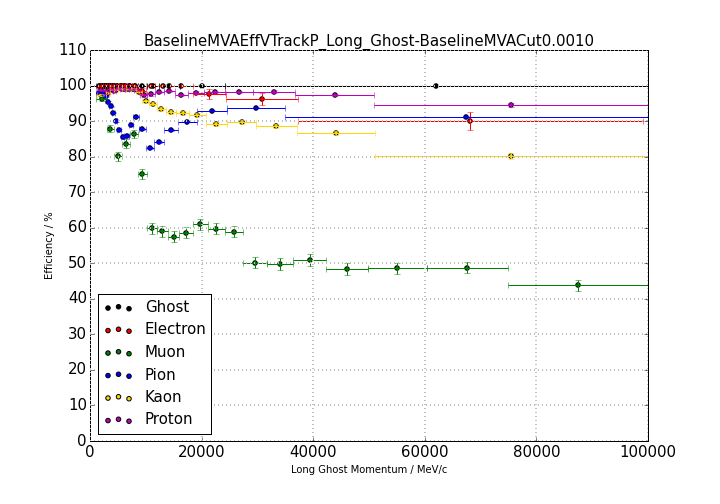 BaselineMVAEffVTrackP_Long_Ghost-BaselineMVACut0.0010
110
100
90
80
70
60
50
40
30
20
10
0
Efficiency / %
Ghost
Electron
Muon
Pion
Kaon
Proton
0 20000 40000 60000 80000 100000
Long Ghost Momentum / MeV/c